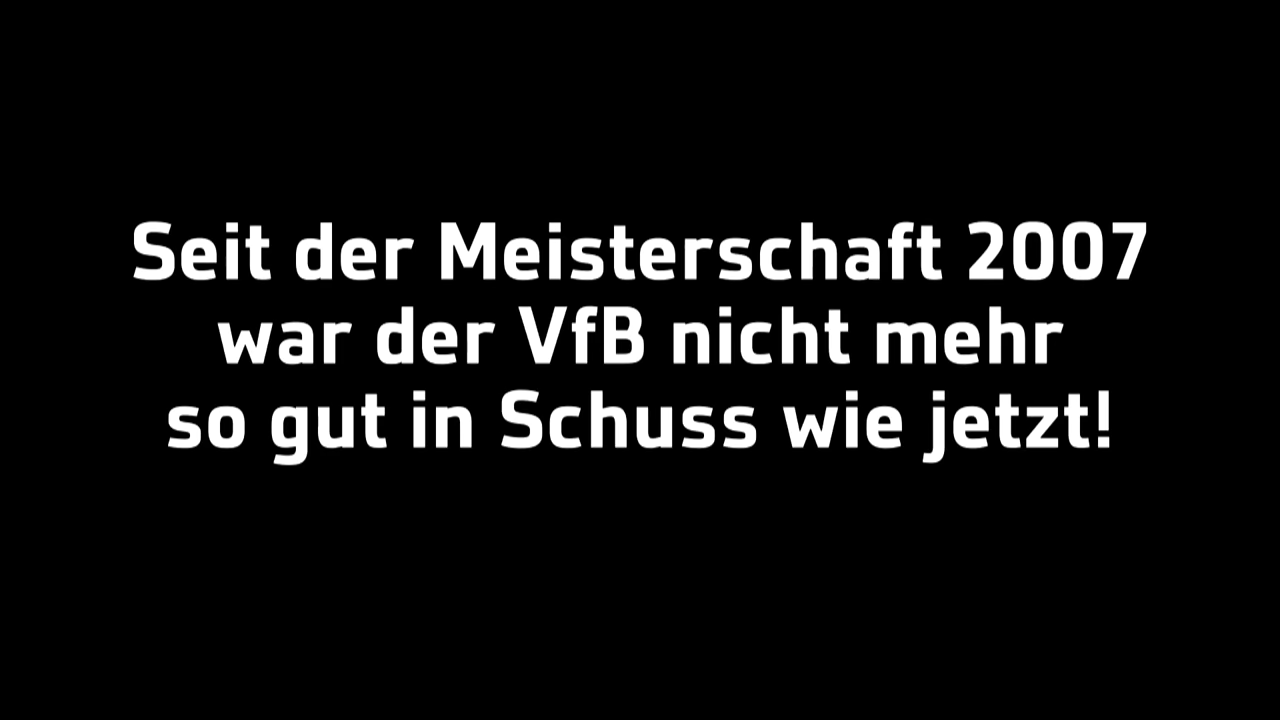 Seit der Meisterschaft 2007
war der VfB nicht mehr
so gut in Schuss wie jetzt!